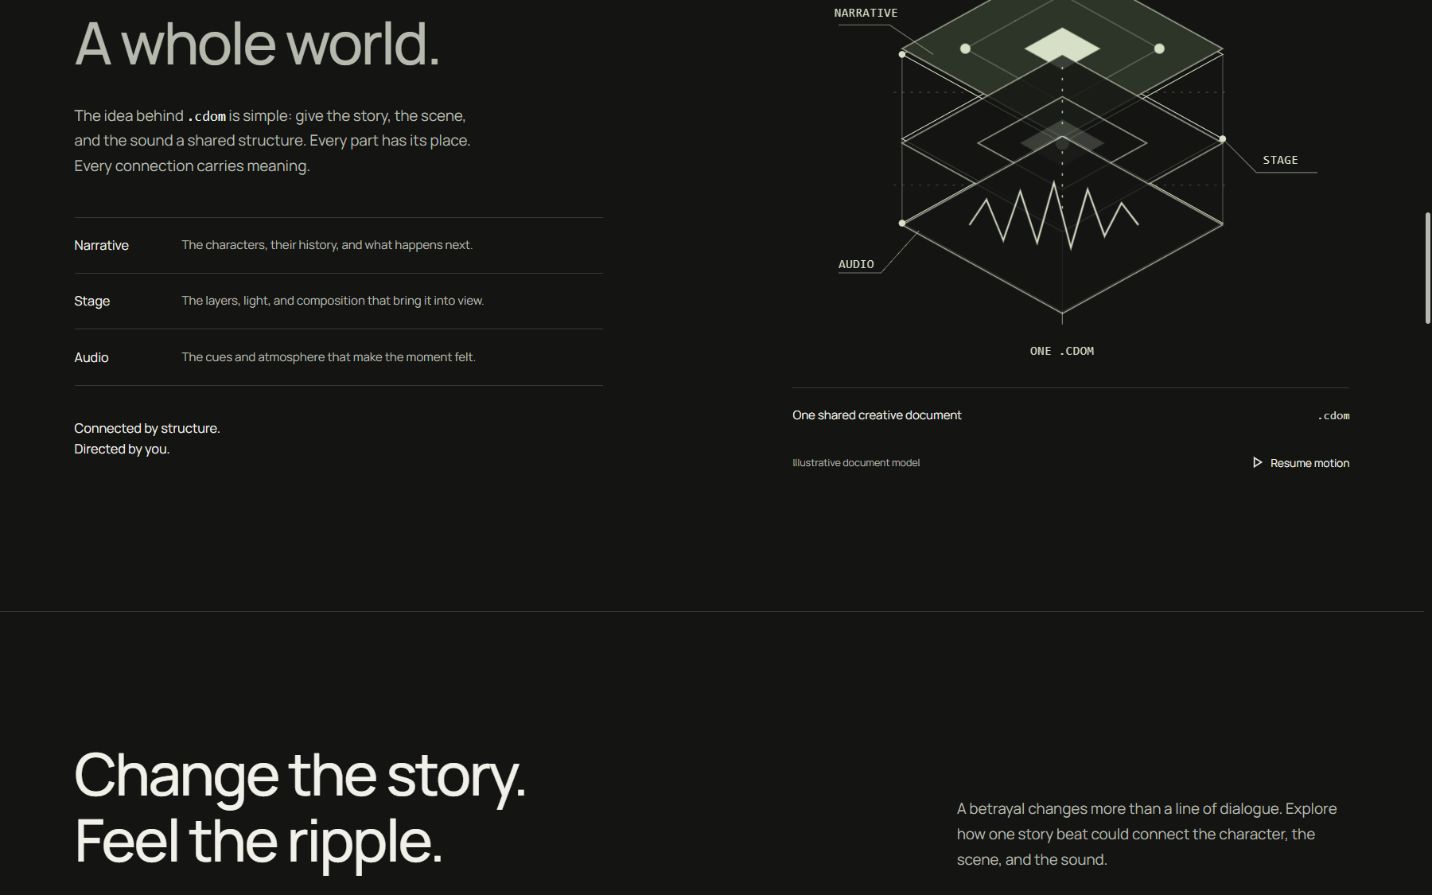 A whole world.
The idea behind .cdom is simple: give the story, the scene,
and the sound a shared structure. Every part has its place.
Every connection carries meaning.
Narrative
The characters, their history, and what happens next.
Stage
The layers, light, and composition that bring it into view.
Audio
The cues and atmosphere that make the moment felt.
Connected by structure.
Directed by you.
NARRATIVE
STAGE
AUDIO
ONE .CDOM
One shared creative document
.cdom
Illustrative document model
Resume motion
Change the story.
Feel the ripple.
A betrayal changes more than a line of dialogue. Explore
how one story beat could connect the character, the
scene, and the sound.